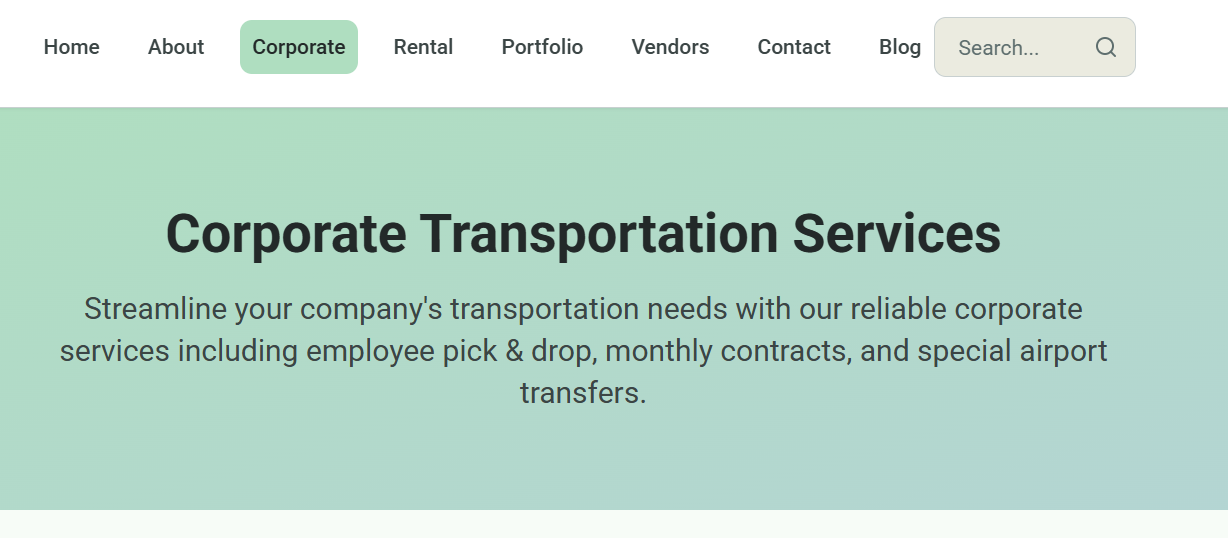 Home About Corporate Rental Portfolio Vendors Contact Blog Search...
Corporate Transportation Services
Streamline your company's transportation needs with our reliable corporate
services including employee pick & drop, monthly contracts, and special airport
transfers.